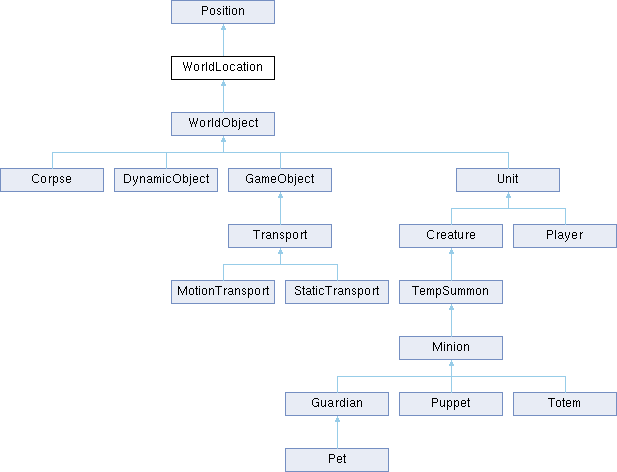 Position
WorldLocation
WorldObject
Corpse
DynamicObject
GameObject
Unit
Transport
Creature
Player
MotionTransport
StaticTransport
TempSummon
Minion
Guardian
Puppet
Totem
Pet